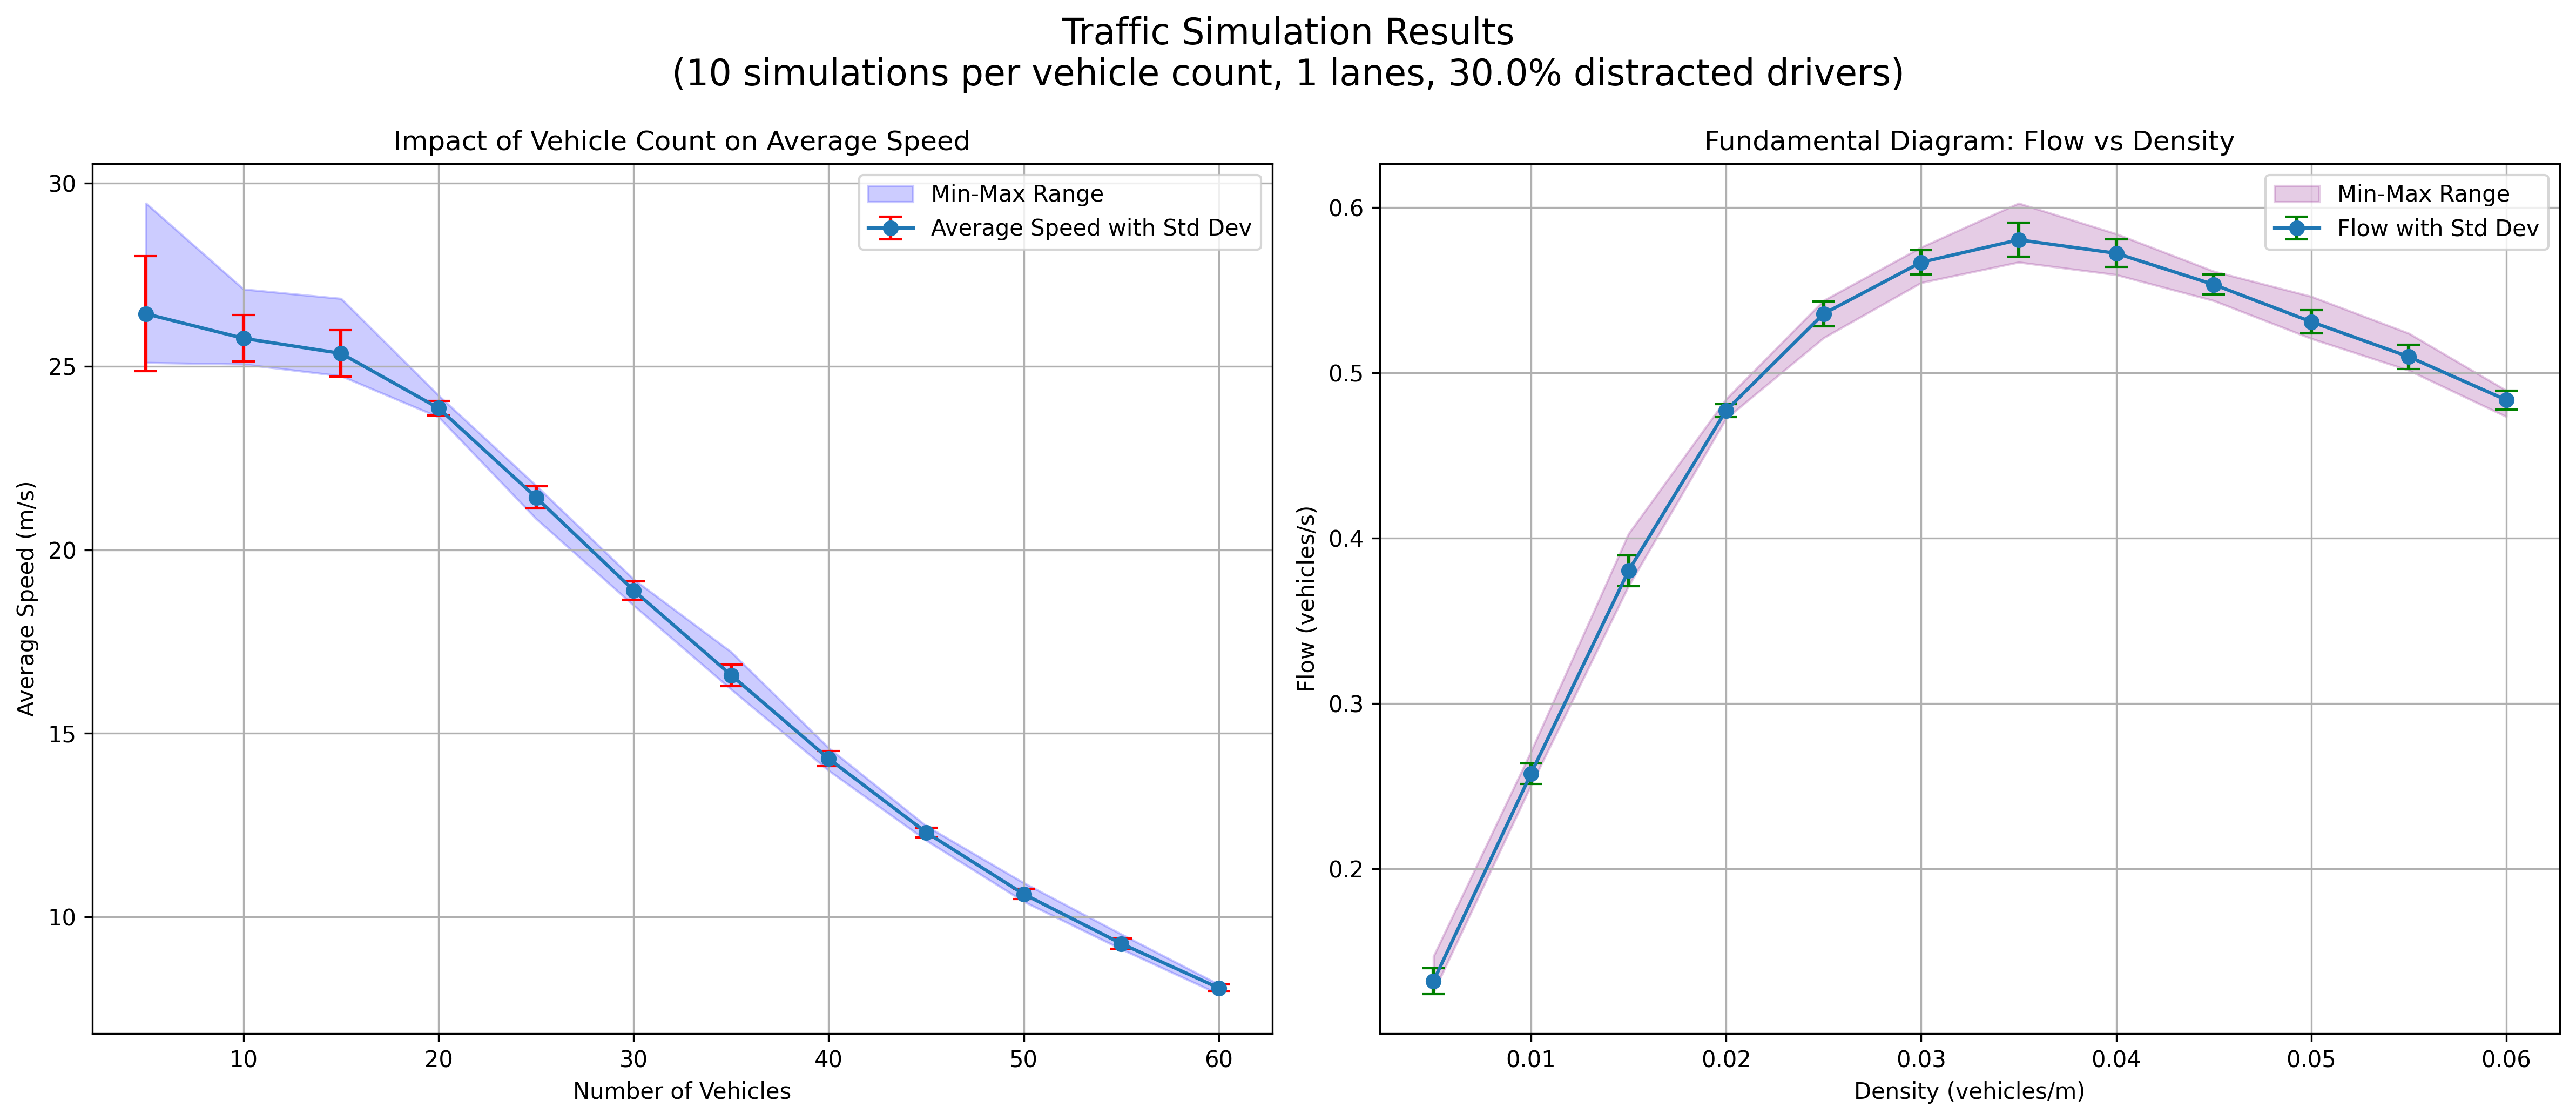 Traffic Simulation Results
(10 simulations per vehicle count, 1 lanes, 30.0% distracted drivers)
Impact of Vehicle Count on Average Speed
Min-Max Range
Average Speed with Std Dev
30
25
20
15
10
Average Speed (m/s)
10
20
30
40
50
60
Number of Vehicles
Fundamental Diagram: Flow vs Density
Min-Max Range
Flow with Std Dev
0.6
0.5
0.4
0.3
0.2
Flow (vehicles/s)
0.01
0.02
0.03
0.04
0.05
0.06
Density (vehicles/m)